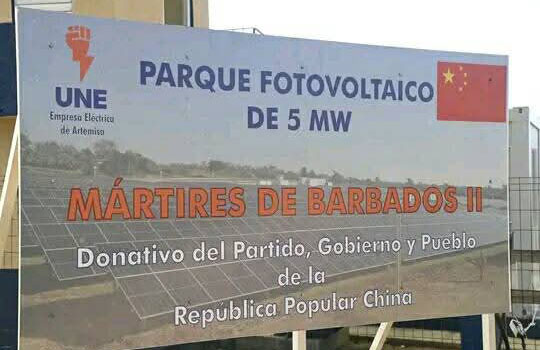 PARQUE FOTOVOLTAICO
DE 5 MW
UNE
Empresa Eléctrica
de Artemisa
MÁRTIRES DE BARBADOS II
Donativo del Partido, Gobierno y Pueblo
de la
República Popular China